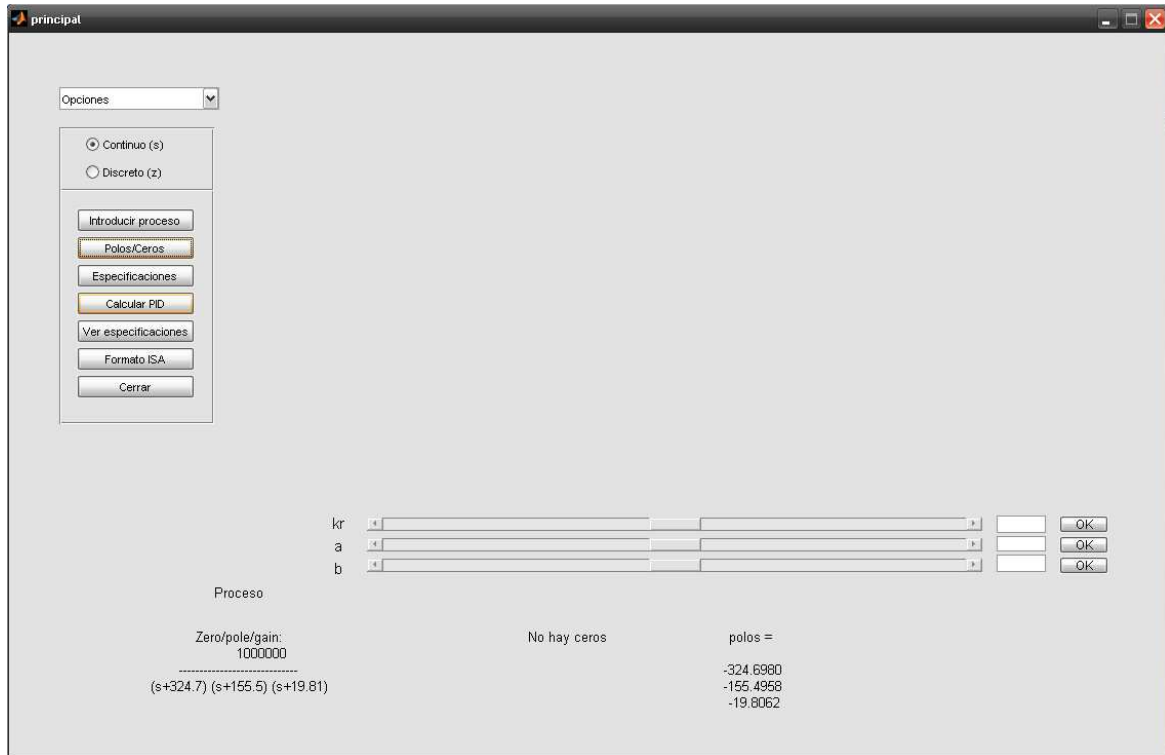 principal
Opciones
Continuo (s)
Discreto (z)
Introducir proceso
Polos/Ceros
Especificaciones
Calcular PID
Ver especificaciones
Formato ISA
Cerrar
kr OK
a OK
b OK
Proceso
Zero/pole/gain: No hay ceros polos =
1000000
-----------------------------
-324.6980
(s+324.7) (s+155.5) (s+19.81) -155.4958
-19.8062